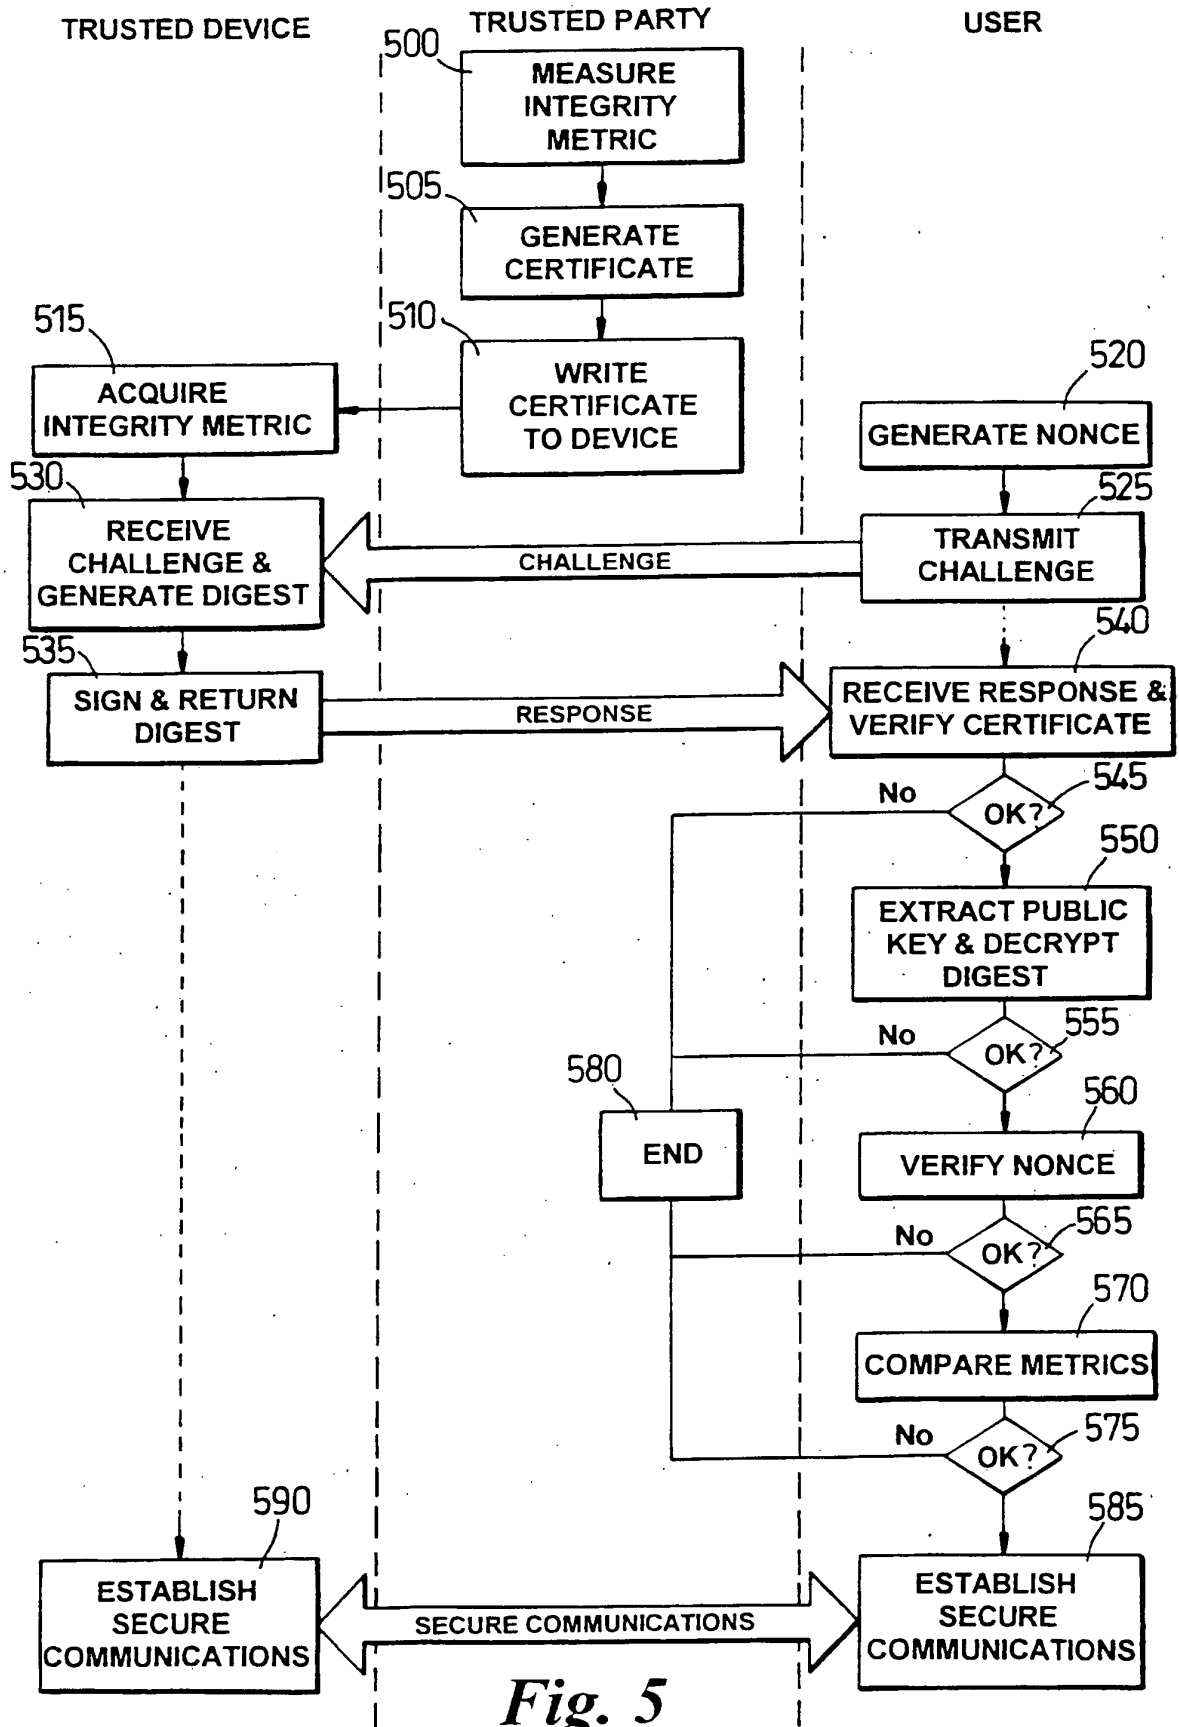 TRUSTED DEVICE
TRUSTED PARTY
USER
500
MEASURE
INTEGRITY
METRIC
505
GENERATE
CERTIFICATE
510
WRITE
CERTIFICATE
TO DEVICE
515
ACQUIRE
INTEGRITY METRIC
520
GENERATE NONCE
525
TRANSMIT
CHALLENGE
CHALLENGE
530
RECEIVE
CHALLENGE &
GENERATE DIGEST
535
SIGN & RETURN
DIGEST
RESPONSE
540
RECEIVE RESPONSE &
VERIFY CERTIFICATE
545
OK?
No
550
EXTRACT PUBLIC
KEY & DECRYPT
DIGEST
555
OK?
No
560
VERIFY NONCE
565
OK?
No
570
COMPARE METRICS
575
OK?
No
580
END
585
ESTABLISH
SECURE
COMMUNICATIONS
SECURE COMMUNICATIONS
590
ESTABLISH
SECURE
COMMUNICATIONS
Fig. 5